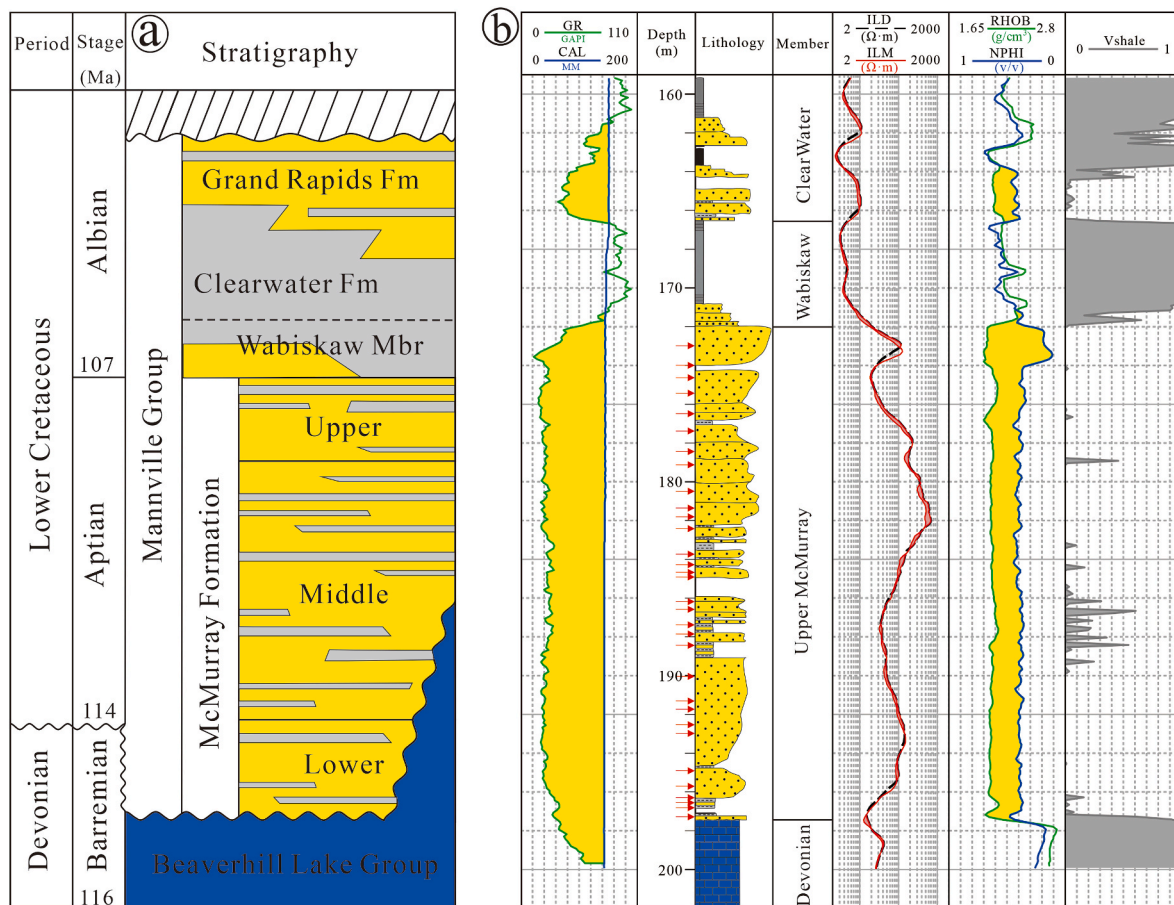 a
Period
Stage
(Ma)
Stratigraphy
Lower Cretaceous
Devonian
Albian
107
Aptian
114
Barremian
116
Mannville Group
McMurray Formation
Grand Rapids Fm
Clearwater Fm
Wabiskaw Mbr
Upper
Middle
Lower
Beaverhill Lake Group
b
0 GR 110
GAPI
0 CAL 200
MM
Depth
(m)
Lithology
Member
2 ILD 2000
(Ω·m)
2 ILM 2000
(Ω·m)
1.65 RHOB 2.8
(g/cm³)
1 NPHI 0
(v/v)
0 Vshale 1
160
170
180
190
200
ClearWater
Wabiskaw
Upper McMurray
Devonian